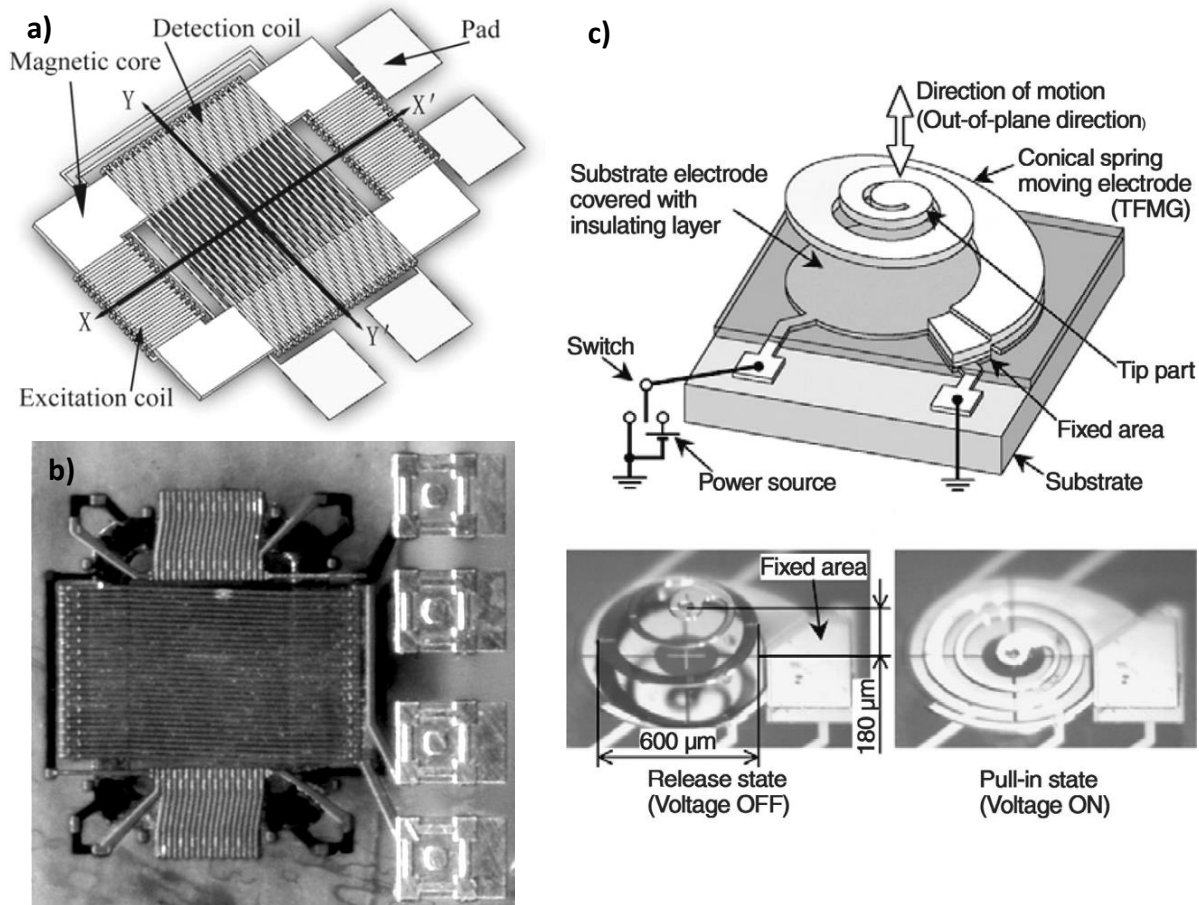 a)
Detection coil
Pad
Magnetic core
Y
X'
X
Y'
Excitation coil
b)
c)
Direction of motion
(Out-of-plane direction)
Conical spring
moving electrode
(TFMG)
Substrate electrode
covered with
insulating layer
Switch
Tip part
Fixed area
Power source
Substrate
Fixed area
180 µm
600 µm
Release state
(Voltage OFF)
Pull-in state
(Voltage ON)